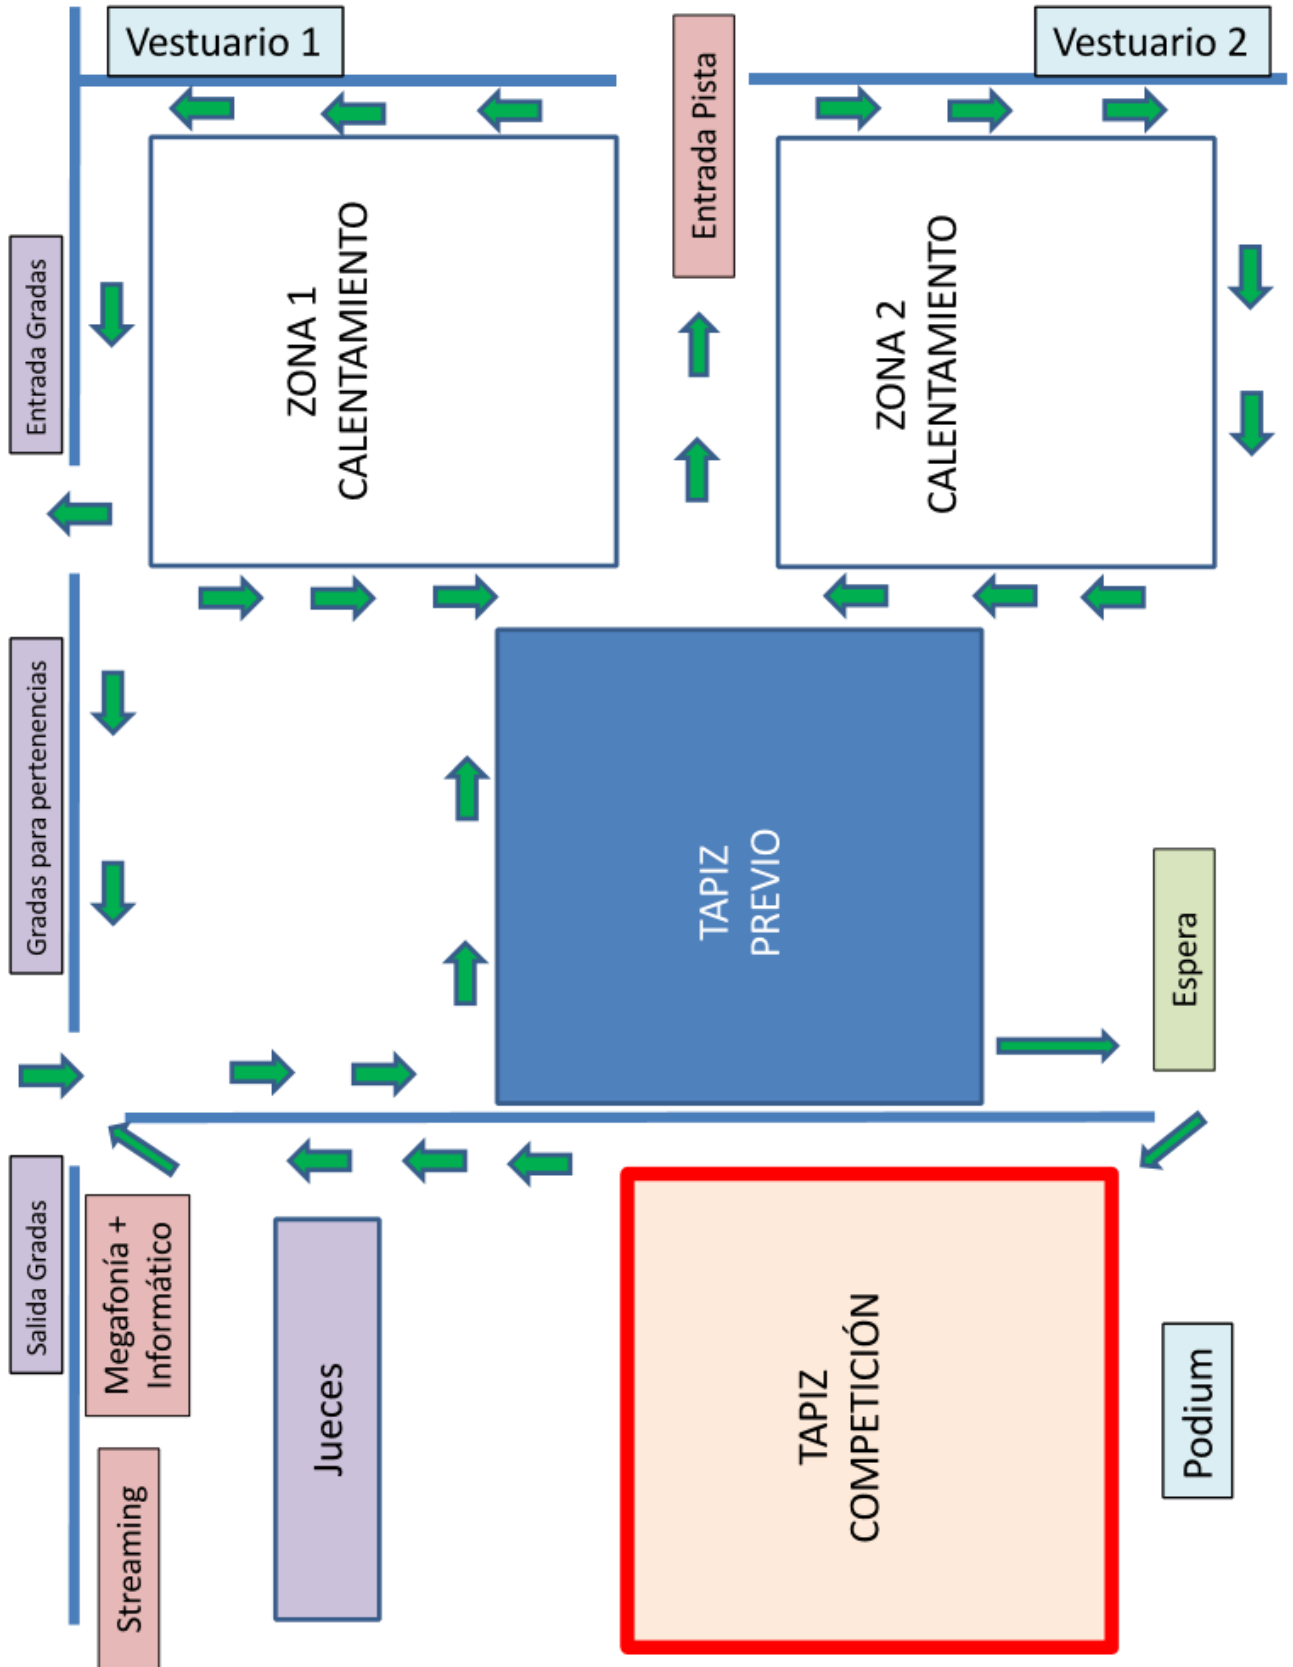 Vestuario 1
Vestuario 2
Entrada Pista
Entrada Gradas
ZONA 1
CALENTAMIENTO
ZONA 2
CALENTAMIENTO
Gradas para pertenencias
TAPIZ
PREVIO
Espera
Salida Gradas
Megafonía +
Informático
Jueces
TAPIZ
COMPETICIÓN
Podium
Streaming